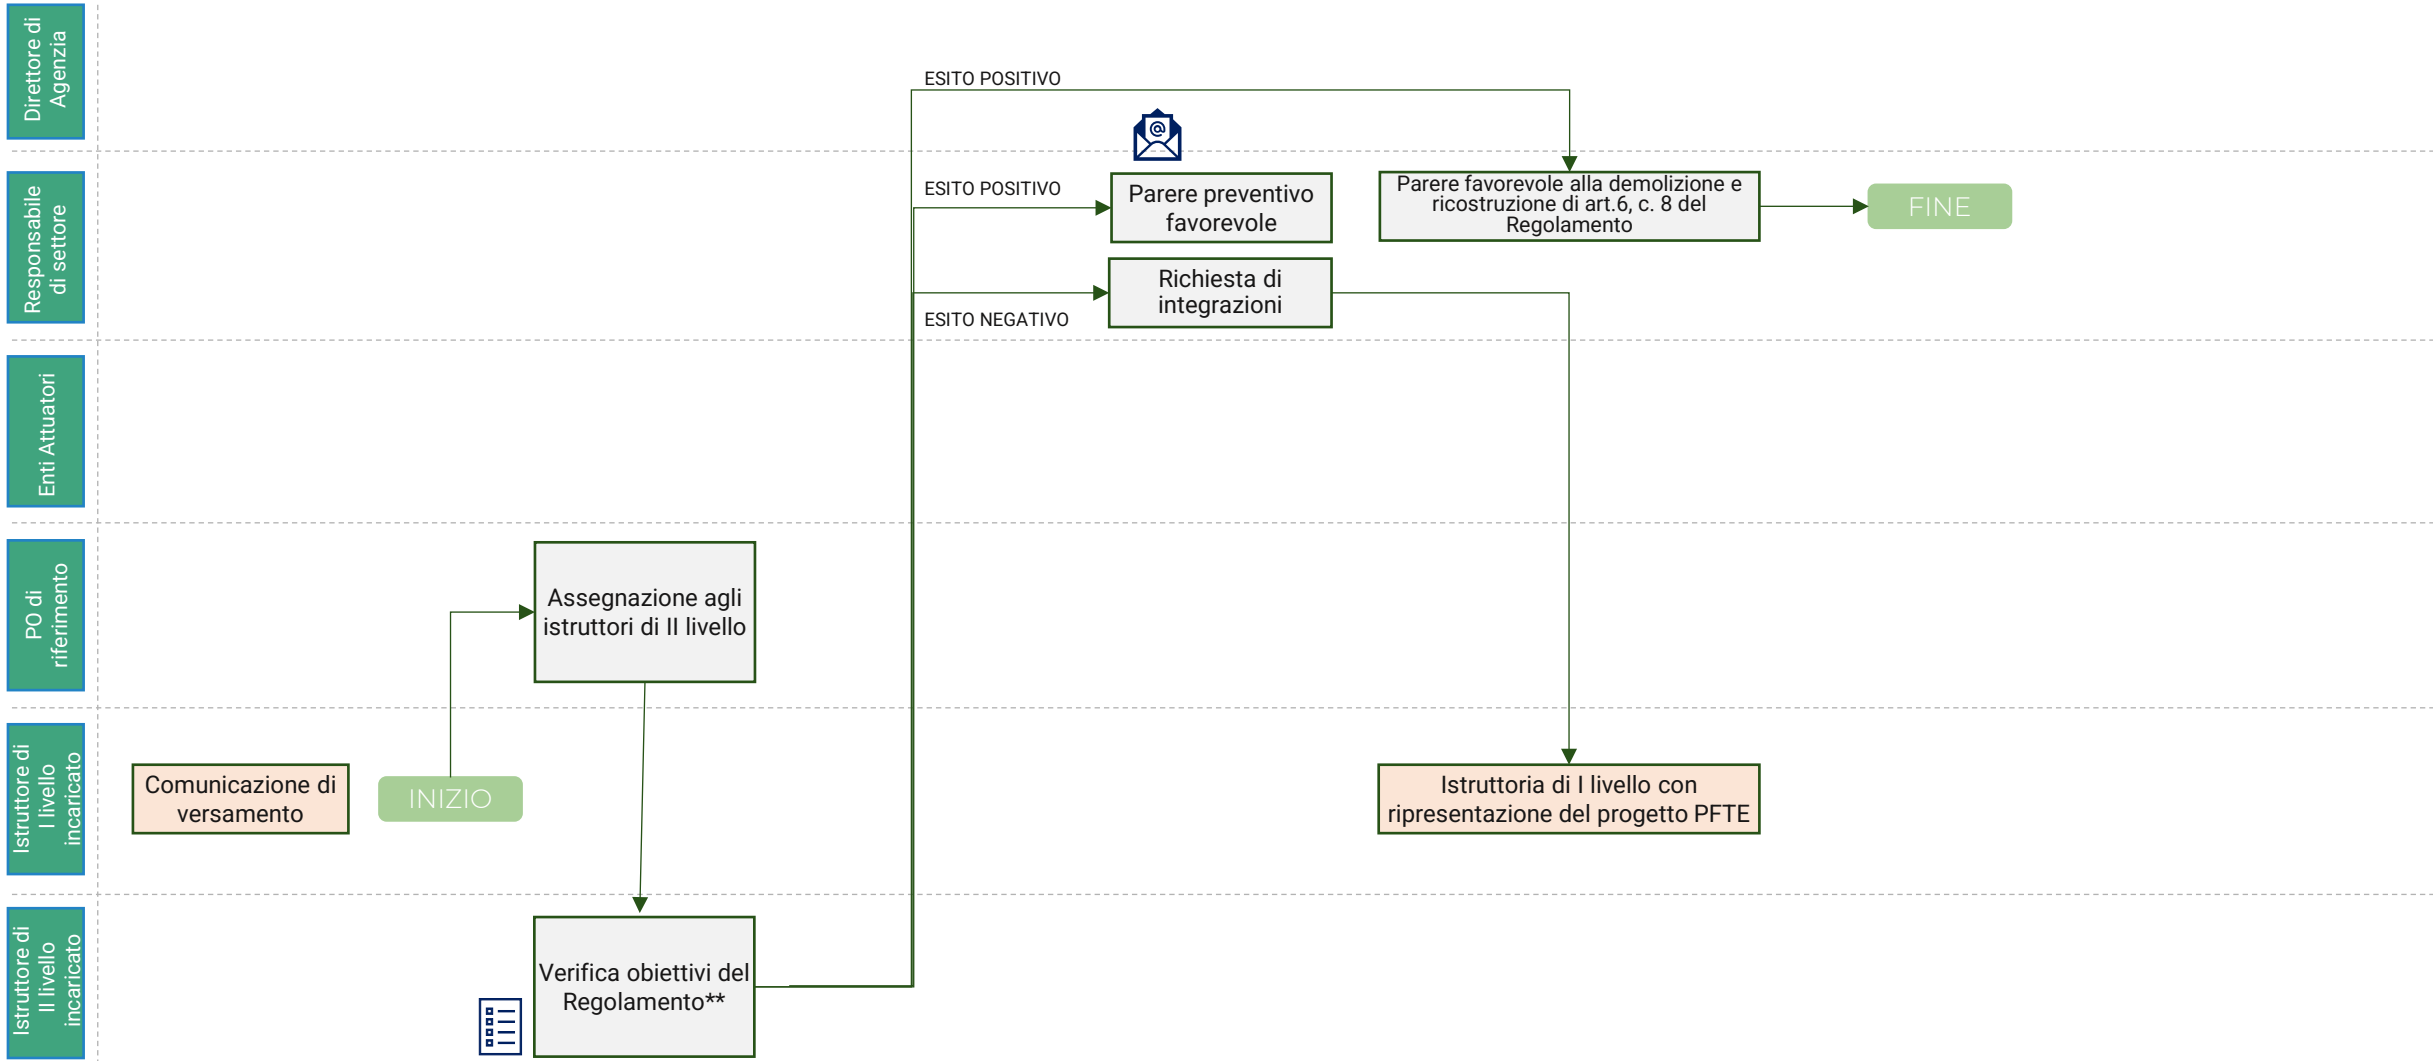 Direttore di
Agenzia
ESITO POSITIVO
Responsabile
di settore
ESITO POSITIVO
Parere preventivo
favorevole
Parere favorevole alla demolizione e
ricostruzione di art.6, c. 8 del
Regolamento
FINE
Richiesta di
integrazioni
ESITO NEGATIVO
Enti Attuatori
PO di
riferimento
Assegnazione agli
istruttori di II livello
Istruttore di
I livello
incaricato
Comunicazione di
versamento
INIZIO
Istruttoria di I livello con
ripresentazione del progetto PFTE
Istruttore di
II livello
incaricato
Verifica obiettivi del
Regolamento**